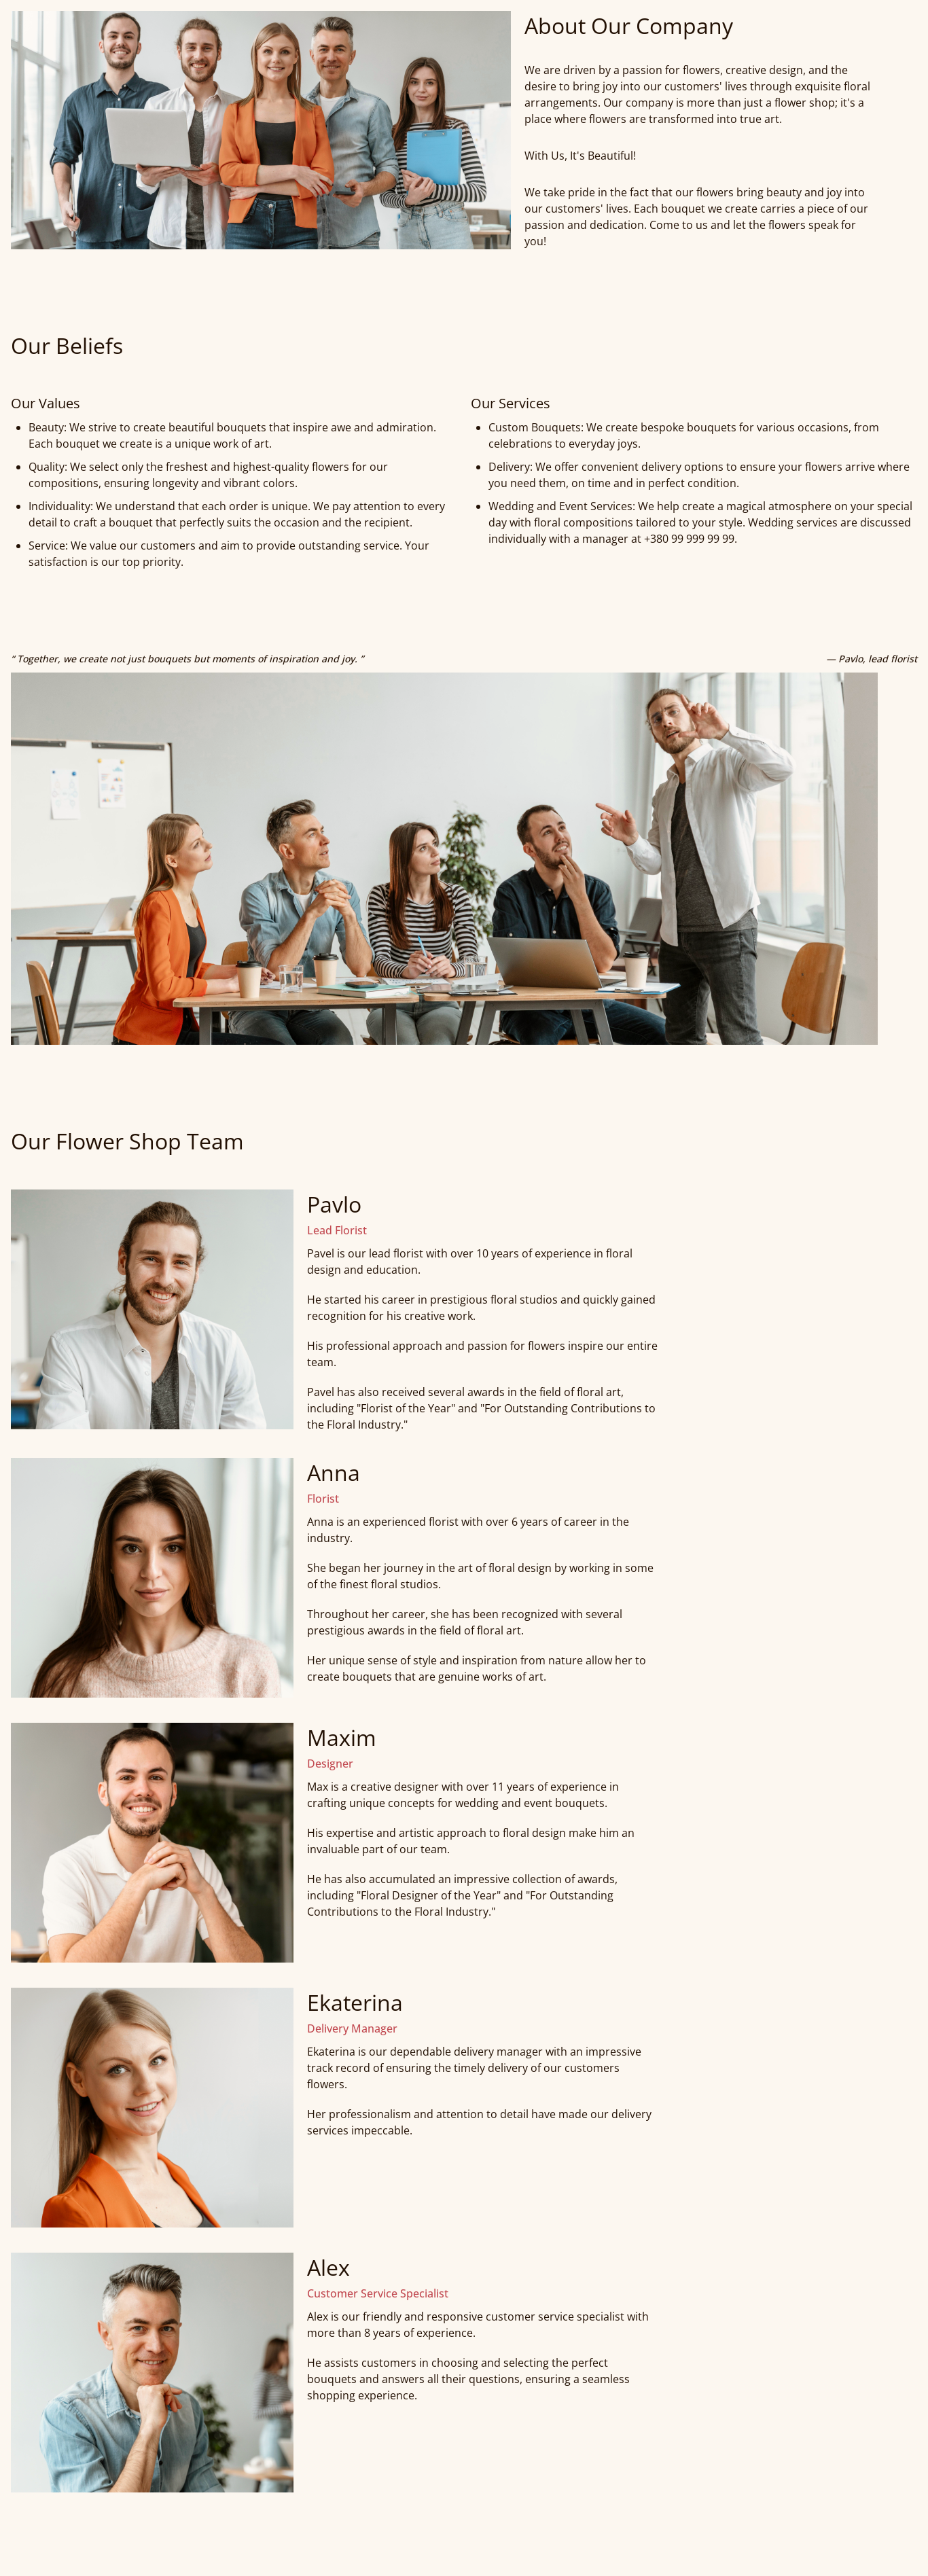 About Our Company
We are driven by a passion for flowers, creative design, and the
desire to bring joy into our customers' lives through exquisite floral
arrangements. Our company is more than just a flower shop; it's a
place where flowers are transformed into true art.
With Us, It's Beautiful!
We take pride in the fact that our flowers bring beauty and joy into
our customers' lives. Each bouquet we create carries a piece of our
passion and dedication. Come to us and let the flowers speak for
you!
Our Beliefs
Our Values
• Beauty: We strive to create beautiful bouquets that inspire awe and admiration.
Each bouquet we create is a unique work of art.
• Quality: We select only the freshest and highest-quality flowers for our
compositions, ensuring longevity and vibrant colors.
• Individuality: We understand that each order is unique. We pay attention to every
detail to craft a bouquet that perfectly suits the occasion and the recipient.
• Service: We value our customers and aim to provide outstanding service. Your
satisfaction is our top priority.
Our Services
• Custom Bouquets: We create bespoke bouquets for various occasions, from
celebrations to everyday joys.
• Delivery: We offer convenient delivery options to ensure your flowers arrive where
you need them, on time and in perfect condition.
• Wedding and Event Services: We help create a magical atmosphere on your special
day with floral compositions tailored to your style. Wedding services are discussed
individually with a manager at +380 99 999 99 99.
" Together, we create not just bouquets but moments of inspiration and joy. "
— Pavlo, lead florist
Our Flower Shop Team
Pavlo
Lead Florist
Pavel is our lead florist with over 10 years of experience in floral
design and education.
He started his career in prestigious floral studios and quickly gained
recognition for his creative work.
His professional approach and passion for flowers inspire our entire
team.
Pavel has also received several awards in the field of floral art,
including "Florist of the Year" and "For Outstanding Contributions to
the Floral Industry."
Anna
Florist
Anna is an experienced florist with over 6 years of career in the
industry.
She began her journey in the art of floral design by working in some
of the finest floral studios.
Throughout her career, she has been recognized with several
prestigious awards in the field of floral art.
Her unique sense of style and inspiration from nature allow her to
create bouquets that are genuine works of art.
Maxim
Designer
Max is a creative designer with over 11 years of experience in
crafting unique concepts for wedding and event bouquets.
His expertise and artistic approach to floral design make him an
invaluable part of our team.
He has also accumulated an impressive collection of awards,
including "Floral Designer of the Year" and "For Outstanding
Contributions to the Floral Industry."
Ekaterina
Delivery Manager
Ekaterina is our dependable delivery manager with an impressive
track record of ensuring the timely delivery of our customers
flowers.
Her professionalism and attention to detail have made our delivery
services impeccable.
Alex
Customer Service Specialist
Alex is our friendly and responsive customer service specialist with
more than 8 years of experience.
He assists customers in choosing and selecting the perfect
bouquets and answers all their questions, ensuring a seamless
shopping experience.